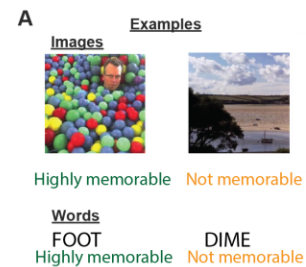 A
Examples
Images
Highly memorable Not memorable
Words
FOOT DIME
Highly memorable Not memorable